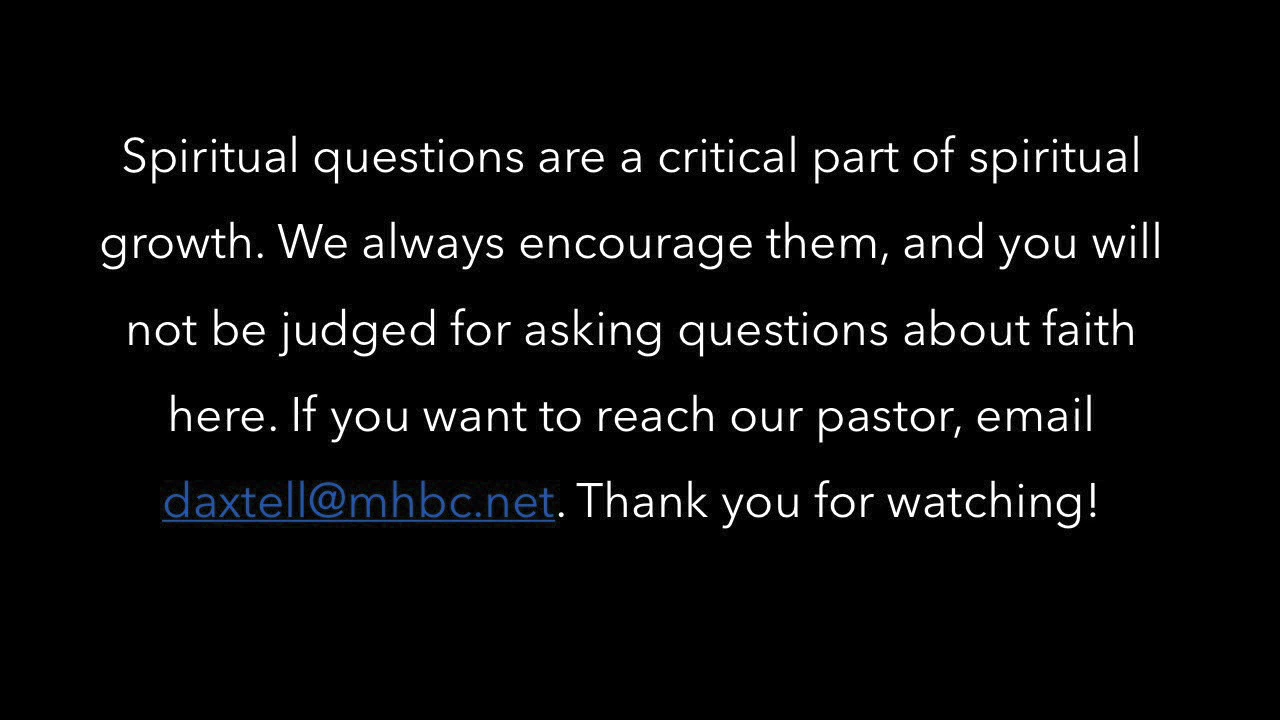 Spiritual questions are a critical part of spiritual
growth. We always encourage them, and you will
not be judged for asking questions about faith
here. If you want to reach our pastor, email
daxtell@mhbc.net. Thank you for watching!